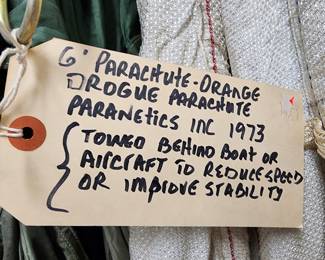 6' PARACHUTE-ORANGE
DROGUE PARACHUTE
PARANETICS INC 1973
TOWED BEHIND BOAT OR
AIRCRAFT TO REDUCE SPEED
OR IMPROVE STABILITY